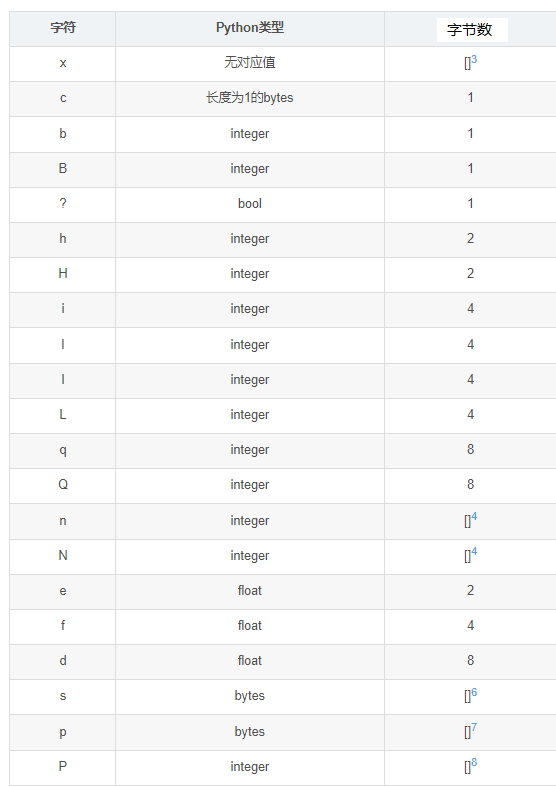 字符 Python类型 字节数
x 无对应值 []3
c 长度为1的bytes 1
b integer 1
B integer 1
? bool 1
h integer 2
H integer 2
i integer 4
I integer 4
l integer 4
L integer 4
q integer 8
Q integer 8
n integer []4
N integer []4
e float 2
f float 4
d float 8
s bytes []6
p bytes []7
P integer []8